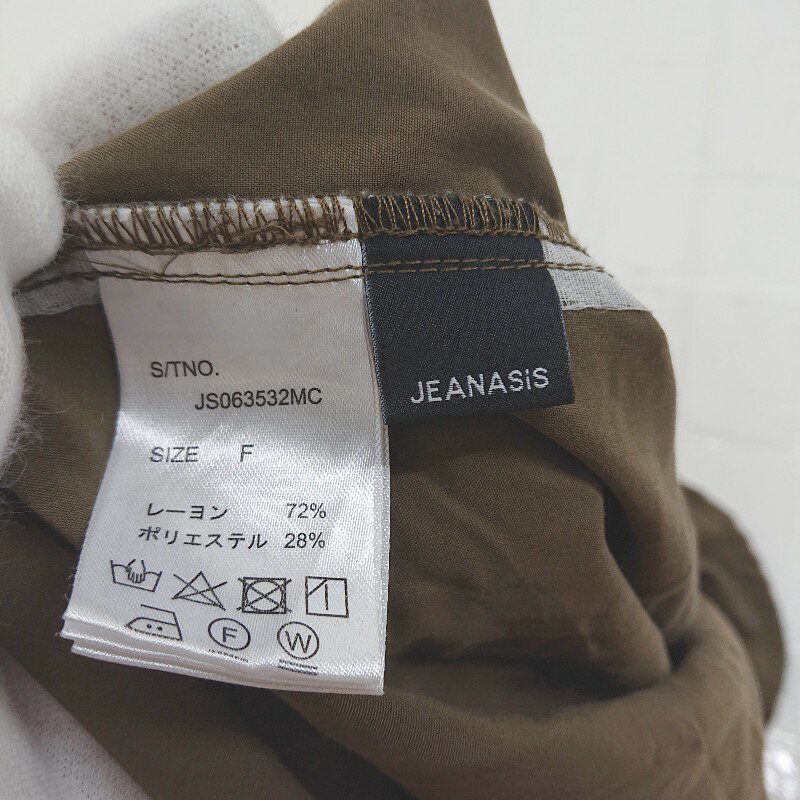 S/TNO.
JS063532MC
SIZE F
レーヨン 72%
ポリエステル 28%
F
W
JEANASiS